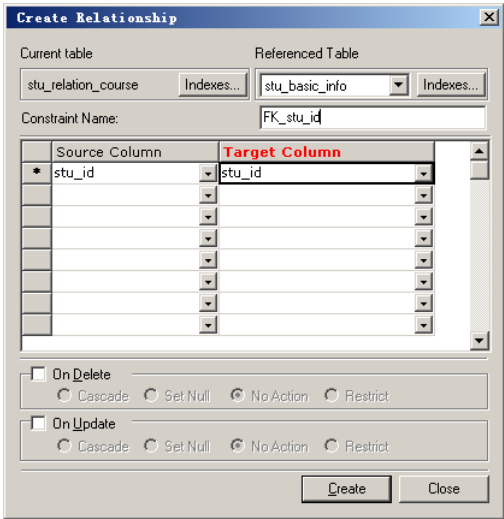 Create Relationship
Current table Referenced Table
stu_relation_course Indexes... stu_basic_info Indexes...
Constraint Name: FK_stu_id
Source Column Target Column
* stu_id stu_id
On Delete
Cascade Set Null No Action Restrict
On Update
Cascade Set Null No Action Restrict
Create Close